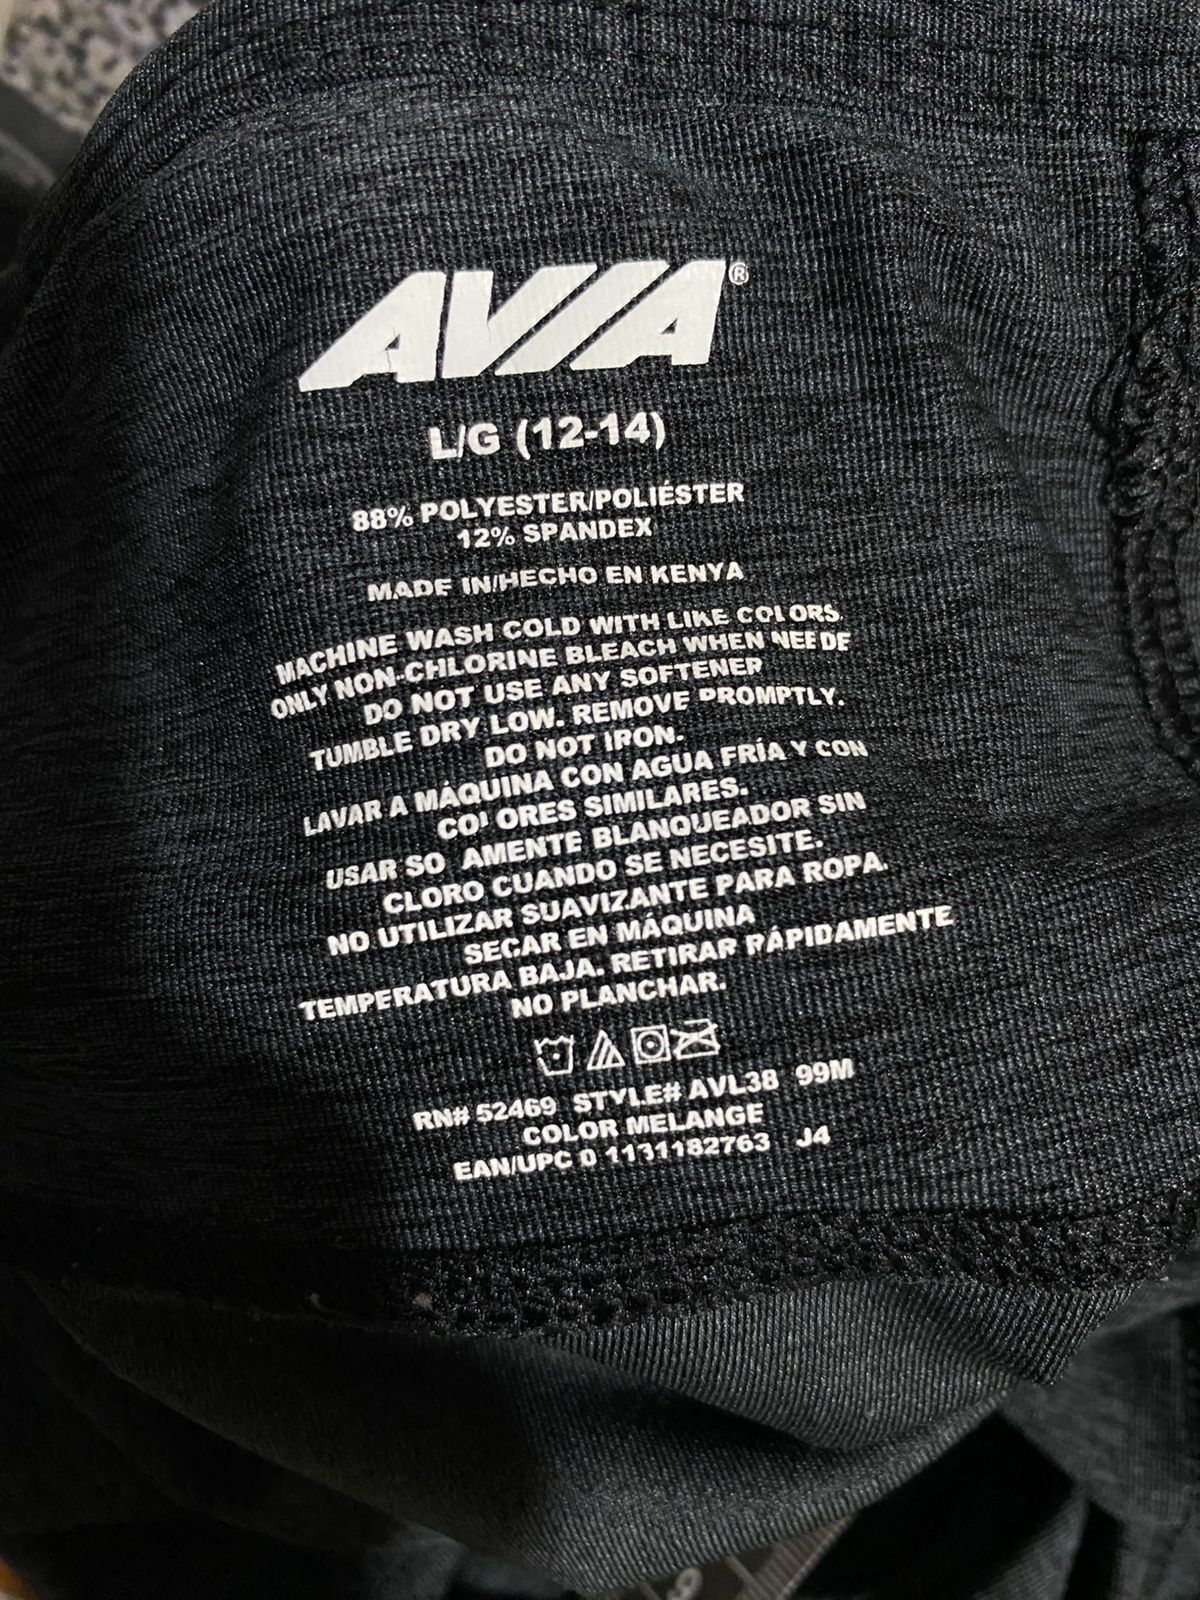 AVIA®
L/G (12-14)
88% POLYESTER/POLIÉSTER
12% SPANDEX
MADE IN/HECHO EN KENYA
MACHINE WASH COLD WITH LIKE COLORS
ONLY NON-CHLORINE BLEACH WHEN NEEDE
DO NOT USE ANY SOFTENER
TUMBLE DRY LOW. REMOVE PROMPTLY.
DO NOT IRON.
LAVAR A MÁQUINA CON AGUA FRÍA Y CON
COLORES SIMILARES.
USAR SO AMENTE BLANQUEADOR SIN
CLORO CUANDO SE NECESITE.
NO UTILIZAR SUAVIZANTE PARA ROPA.
SECAR EN MÁQUINA
TEMPERATURA BAJA. RETIRAR RÁPIDAMENTE
NO PLANCHAR.
RN# 52469 STYLE# AVL38 99M
COLOR MELANGE
EAN/UPC 0 1131182763 J4